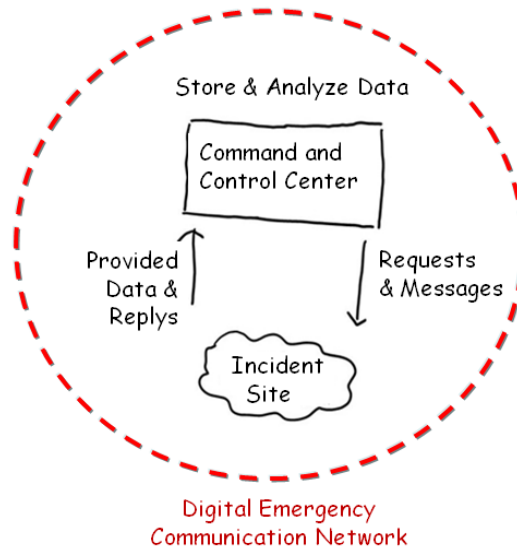 Store & Analyze Data
Command and
Control Center
Provided
Data &
Replys
Requests
& Messages
Incident
Site
Digital Emergency
Communication Network